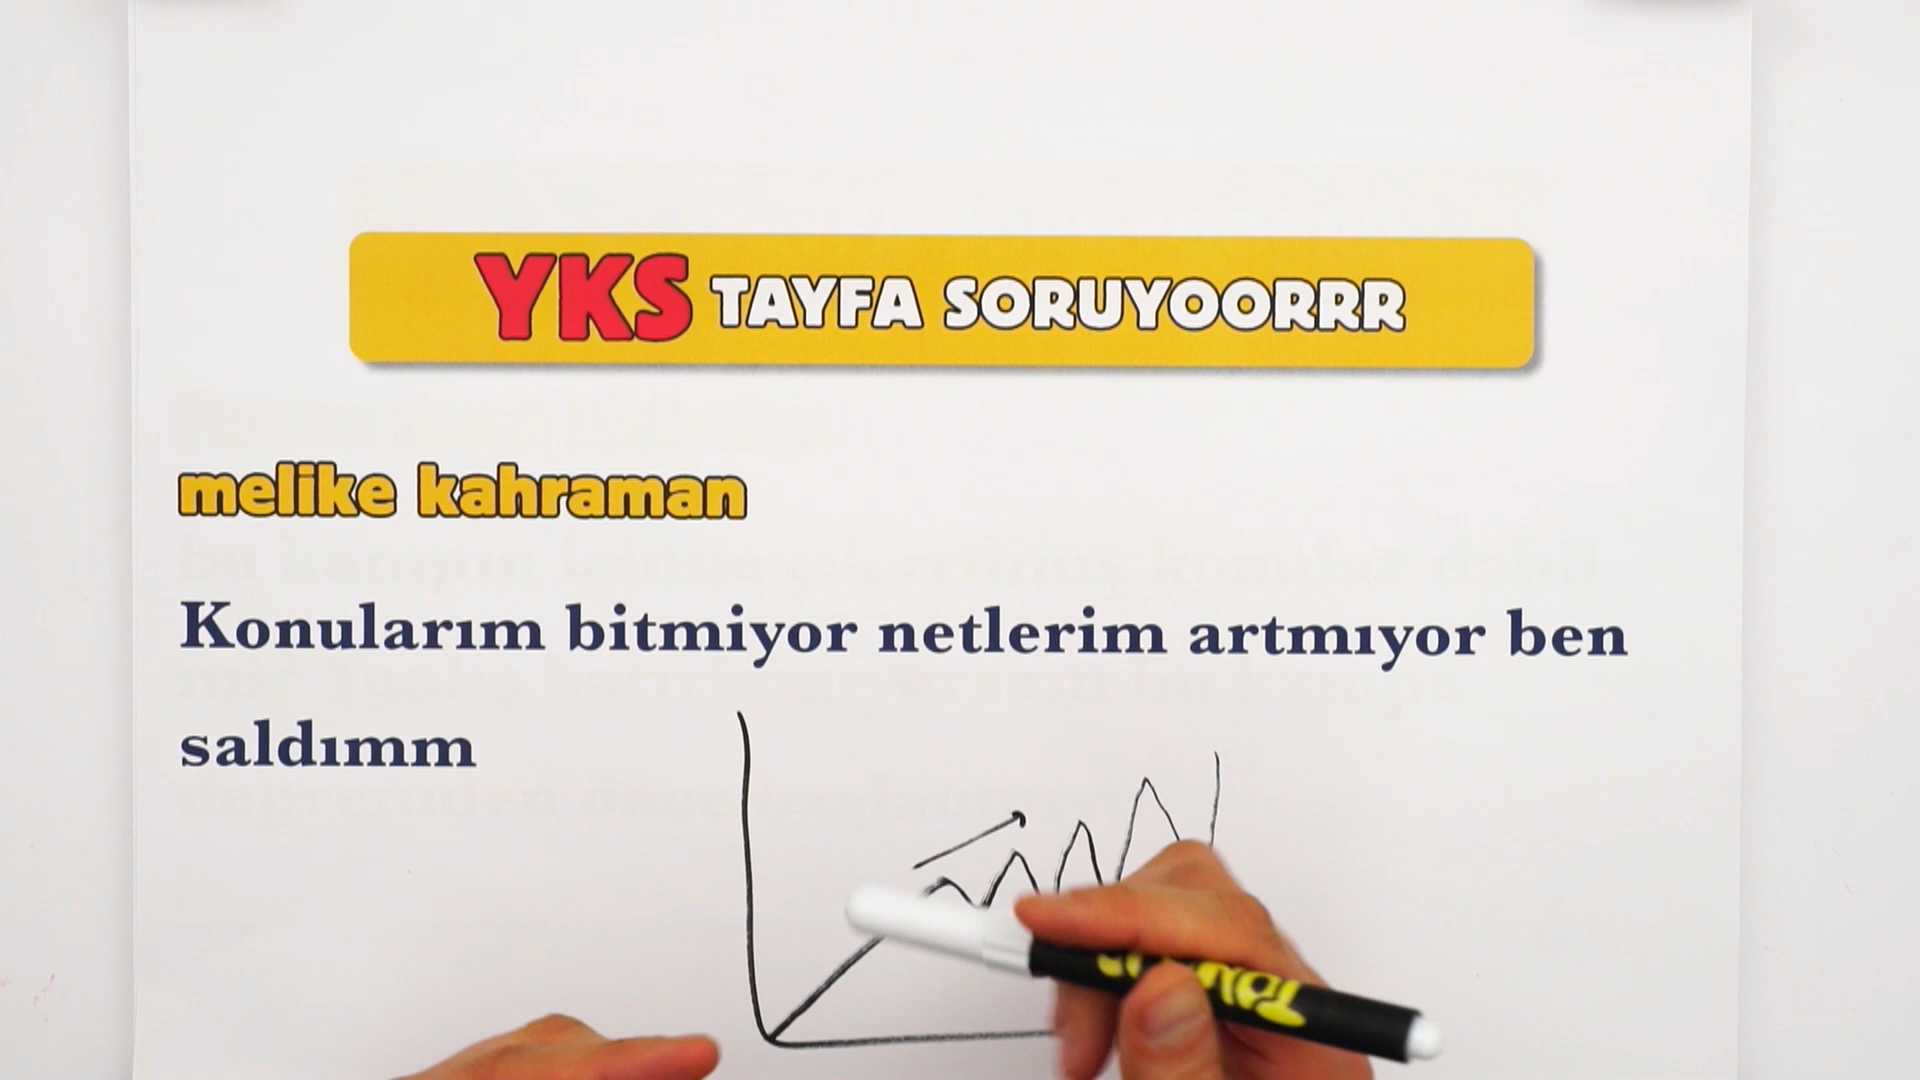 YKS TAYFA SORUYOORRR
melike kahraman
Konularım bitmiyor netlerim artmıyor ben
saldımm